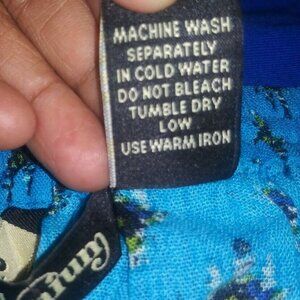 MACHINE WASH
SEPARATELY
IN COLD WATER
DO NOT BLEACH
TUMBLE DRY
LOW
USE WARM IRON